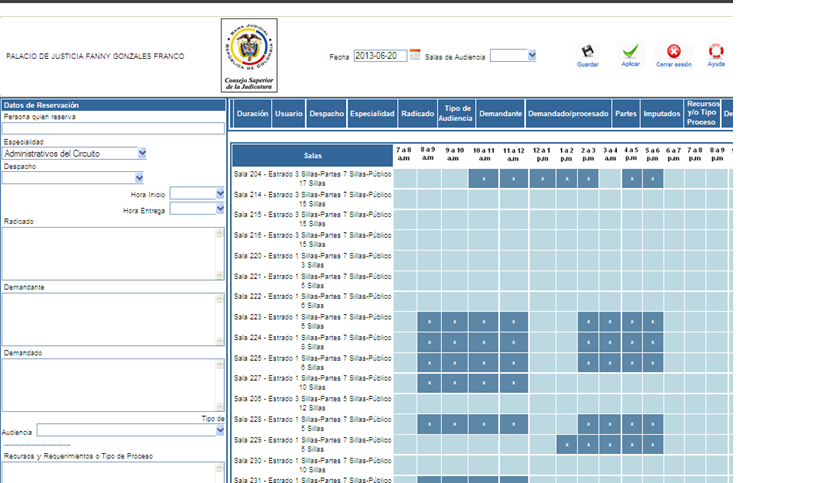 RAMA JUDICIAL
REPUBLICA DE COLOMBIA
Consejo Superior
de la Judicatura
PALACIO DE JUSTICIA FANNY GONZALES FRANCO
Fecha 2013-06-20 Salas de Audiencia
Guardar Aplicar Cerrar sesión Ayuda
Datos de Reservación
Persona quien reserva
Especialidad
Administrativos del Circuito
Despacho
Hora Inicio
Hora Entrega
Radicado
Demandante
Demandado
Tipo de
Audiencia
Recursos y Requerimientos o Tipo de Proceso
Duración Usuario Despacho Especialidad Radicado Tipo de Audiencia Demandante Demandado/procesado Partes Imputados Recursos y/o Tipo Proceso De
Salas 7 a 8 a.m 8 a 9 a.m 9 a 10 a.m 10 a 11 a.m 11 a 12 a.m 12 a 1 p.m 1 a 2 p.m 2 a 3 p.m 3 a 4 p.m 4 a 5 p.m 5 a 6 p.m 6 a 7 p.m 7 a 8 p.m 8 a 9 p.m
Sala 204 - Estrado 3 Sillas-Partes 7 Sillas-Público
17 Sillas x x x x x x x
Sala 214 - Estrado 3 Sillas-Partes 7 Sillas-Público
15 Sillas
Sala 215 - Estrado 3 Sillas-Partes 7 Sillas-Público
15 Sillas
Sala 216 - Estrado 3 Sillas-Partes 7 Sillas-Público
15 Sillas
Sala 220 - Estrado 1 Sillas-Partes 7 Sillas-Público
3 Sillas
Sala 221 - Estrado 1 Sillas-Partes 7 Sillas-Público
5 Sillas
Sala 222 - Estrado 1 Sillas-Partes 7 Sillas-Público
6 Sillas
Sala 223 - Estrado 1 Sillas-Partes 7 Sillas-Público
5 Sillas x x x x x x x x
Sala 224 - Estrado 1 Sillas-Partes 7 Sillas-Público
8 Sillas x x x x x x x x
Sala 225 - Estrado 1 Sillas-Partes 7 Sillas-Público
6 Sillas x x x x x x x x
Sala 227 - Estrado 1 Sillas-Partes 7 Sillas-Público
10 Sillas x x x x
Sala 205 - Estrado 3 Sillas-Partes 5 Sillas-Público
12 Sillas
Sala 228 - Estrado 1 Sillas-Partes 7 Sillas-Público
5 Sillas x x x x x x x x
Sala 229 - Estrado 1 Sillas-Partes 7 Sillas-Público
5 Sillas x x x x x
Sala 230 - Estrado 1 Sillas-Partes 7 Sillas-Público
10 Sillas
Sala 231 - Estrado 1 Sillas-Partes 7 Sillas-Público